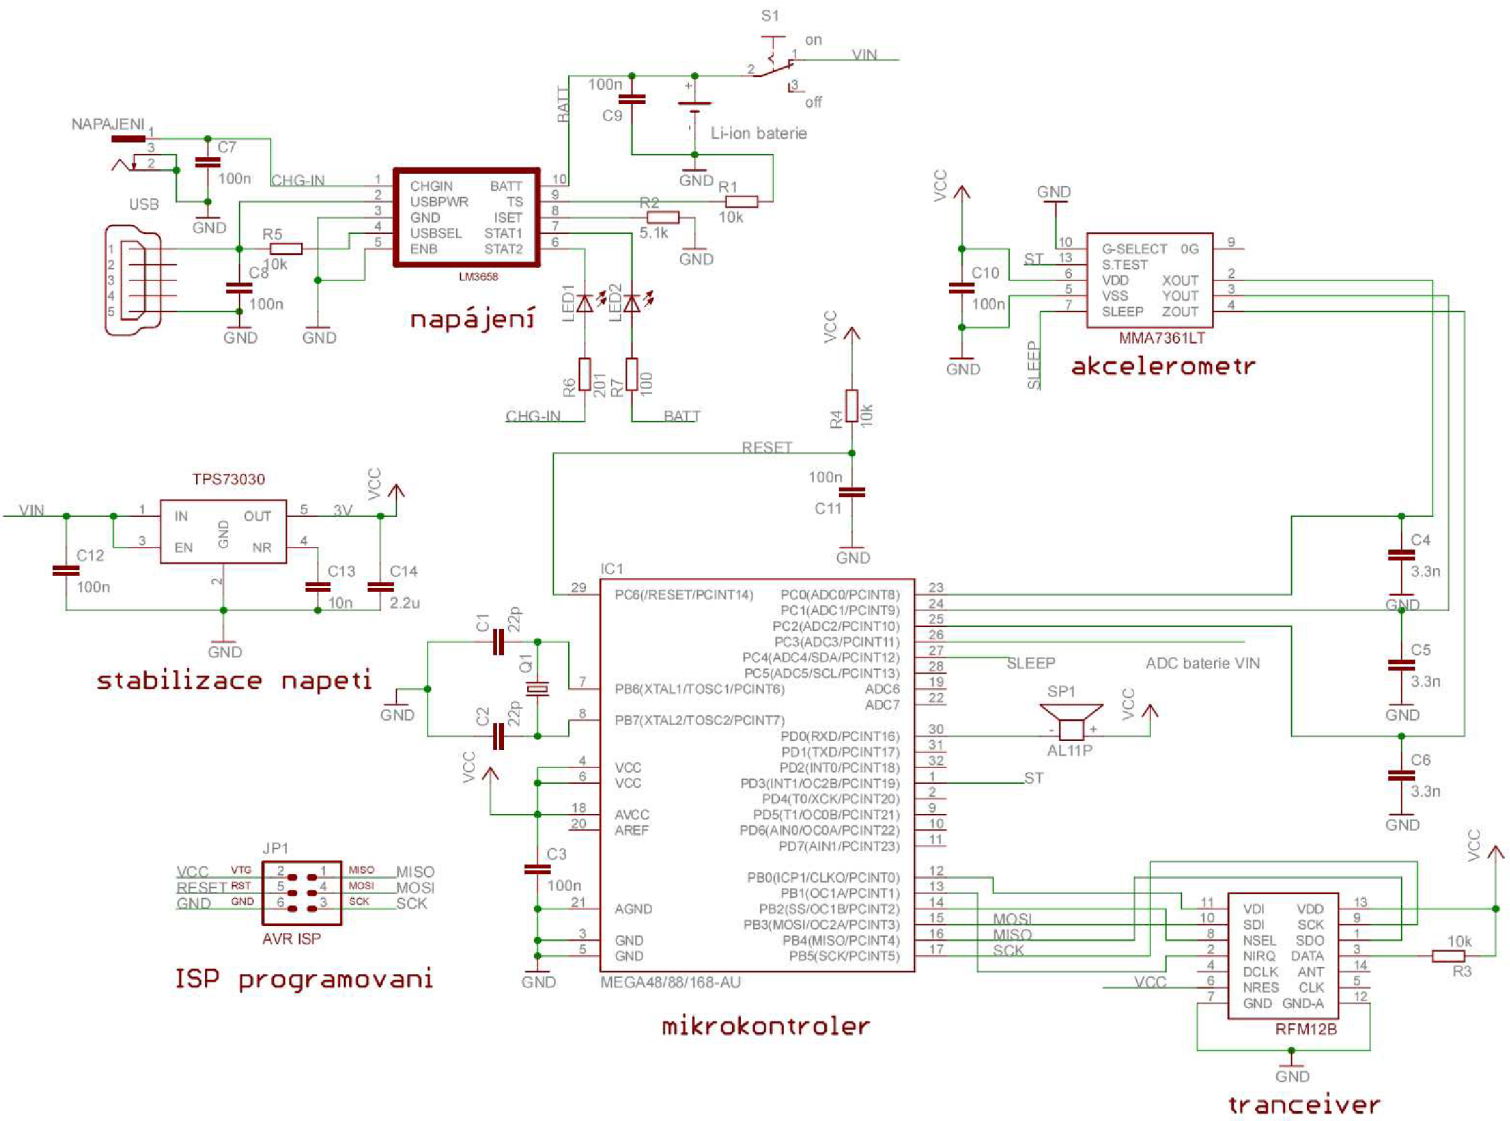 S1
on
1
VIN
2
3
off
100n
BATT
C9
+
-
Li-ion baterie
GND
NAPAJENI
1
3
2
C7
100n
GND
CHG-IN
1 CHGIN BATT 10
2 USBPWR TS 9
3 GND ISET 8
4 USBSEL STAT1 7
5 ENB STAT2 6
LM3658
napájení
R1
10k
R2
5.1k
GND
USB
1
2
3
4
5
R5
10k
C8
100n
GND
GND
LED1
LED2
R6
201
R7
100
CHG-IN
BATT
VCC
GND
C10
100n
GND
ST
SLEEP
10 G-SELECT 0G 9
13 S.TEST
6 VDD XOUT 2
5 VSS YOUT 3
7 SLEEP ZOUT 4
MMA7361LT
akcelerometr
VCC
R4
10k
RESET
100n
C11
GND
TPS73030
VIN
1 IN OUT 5
3V
VCC
3 EN NR 4
GND
2
C12
100n
C13
10n
C14
2.2u
GND
stabilizace napeti
C4
3.3n
GND
C5
3.3n
GND
C6
3.3n
GND
IC1
29 PC6(/RESET/PCINT14) PC0(ADC0/PCINT8) 23
PC1(ADC1/PCINT9) 24
PC2(ADC2/PCINT10) 25
PC3(ADC3/PCINT11) 26
PC4(ADC4/SDA/PCINT12) 27
PC5(ADC5/SCL/PCINT13) 28
7 PB6(XTAL1/TOSC1/PCINT6) ADC6 19
ADC7 22
8 PB7(XTAL2/TOSC2/PCINT7)
PD0(RXD/PCINT16) 30
PD1(TXD/PCINT17) 31
4 VCC PD2(INT0/PCINT18) 32
6 VCC PD3(INT1/OC2B/PCINT19) 1
PD4(T0/XCK/PCINT20) 2
18 AVCC PD5(T1/OC0B/PCINT21) 9
20 AREF PD6(AIN0/OC0A/PCINT22) 10
PD7(AIN1/PCINT23) 11
PB0(ICP1/CLKO/PCINT0) 12
PB1(OC1A/PCINT1) 13
21 AGND PB2(SS/OC1B/PCINT2) 14
PB3(MOSI/OC2A/PCINT3) 15
3 GND PB4(MISO/PCINT4) 16
5 GND PB5(SCK/PCINT5) 17
MEGA48/88/168-AU
mikrokontroler
C1
22p
Q1
C2
22p
GND
VCC
C3
100n
GND
SLEEP
ADC baterie VIN
SP1
- +
AL11P
VCC
ST
MOSI
MISO
SCK
JP1
VCC VTG 2 1 MISO MISO
RESET RST 5 4 MOSI MOSI
GND GND 6 3 SCK SCK
AVR ISP
ISP programovani
VCC
VCC
11 VDI VDD 13
10 SDI SCK 9
8 NSEL SDO 1
2 NIRQ DATA 3
4 DCLK ANT 14
6 NRES CLK 5
7 GND GND-A 12
RFM12B
10k
R3
GND
tranceiver